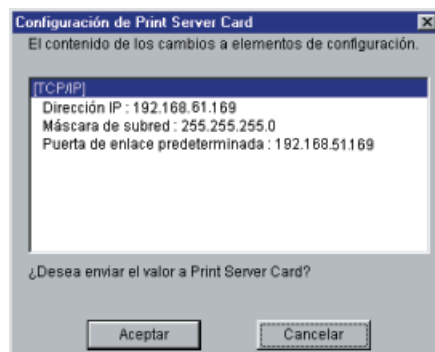 Configuración de Print Server Card
El contenido de los cambios a elementos de configuración.
[TCP/IP]
Dirección IP : 192.168.61.169
Máscara de subred : 255.255.255.0
Puerta de enlace predeterminada : 192.168.51.169
¿Desea enviar el valor a Print Server Card?
Aceptar
Cancelar